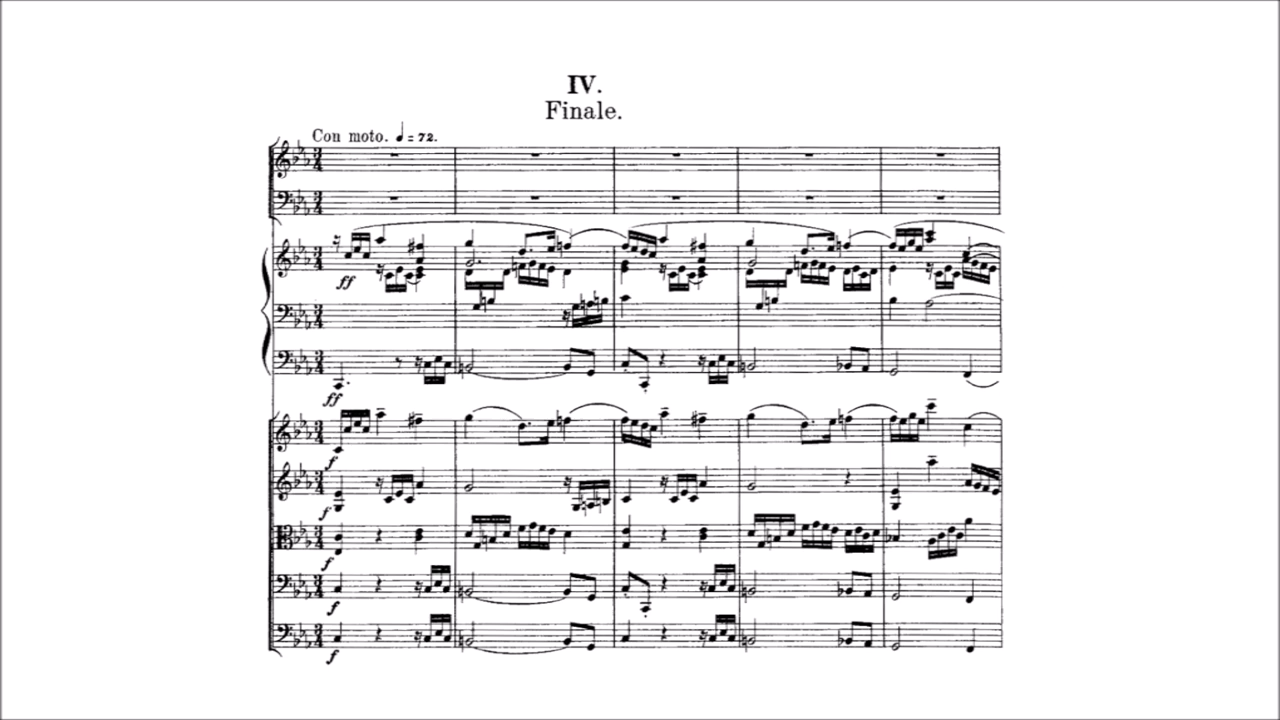 IV.
Finale.
Con moto. ♩ = 72.
ff
ff
f
f
f
f
f